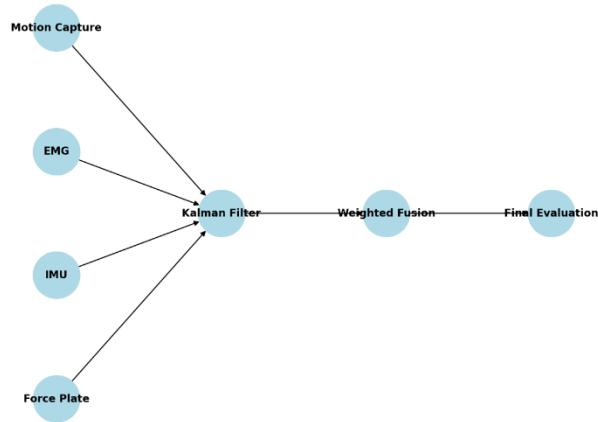 Motion Capture
EMG
Kalman Filter
Weighted Fusion
Final Evaluation
IMU
Force Plate